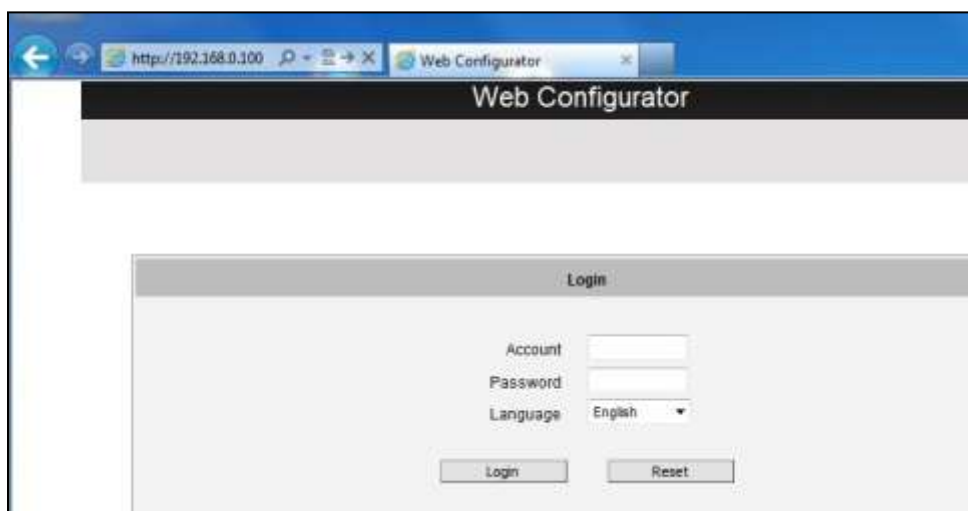 http://192.168.0.100
Web Configurator
Web Configurator
Login
Account
Password
Language English
Login Reset